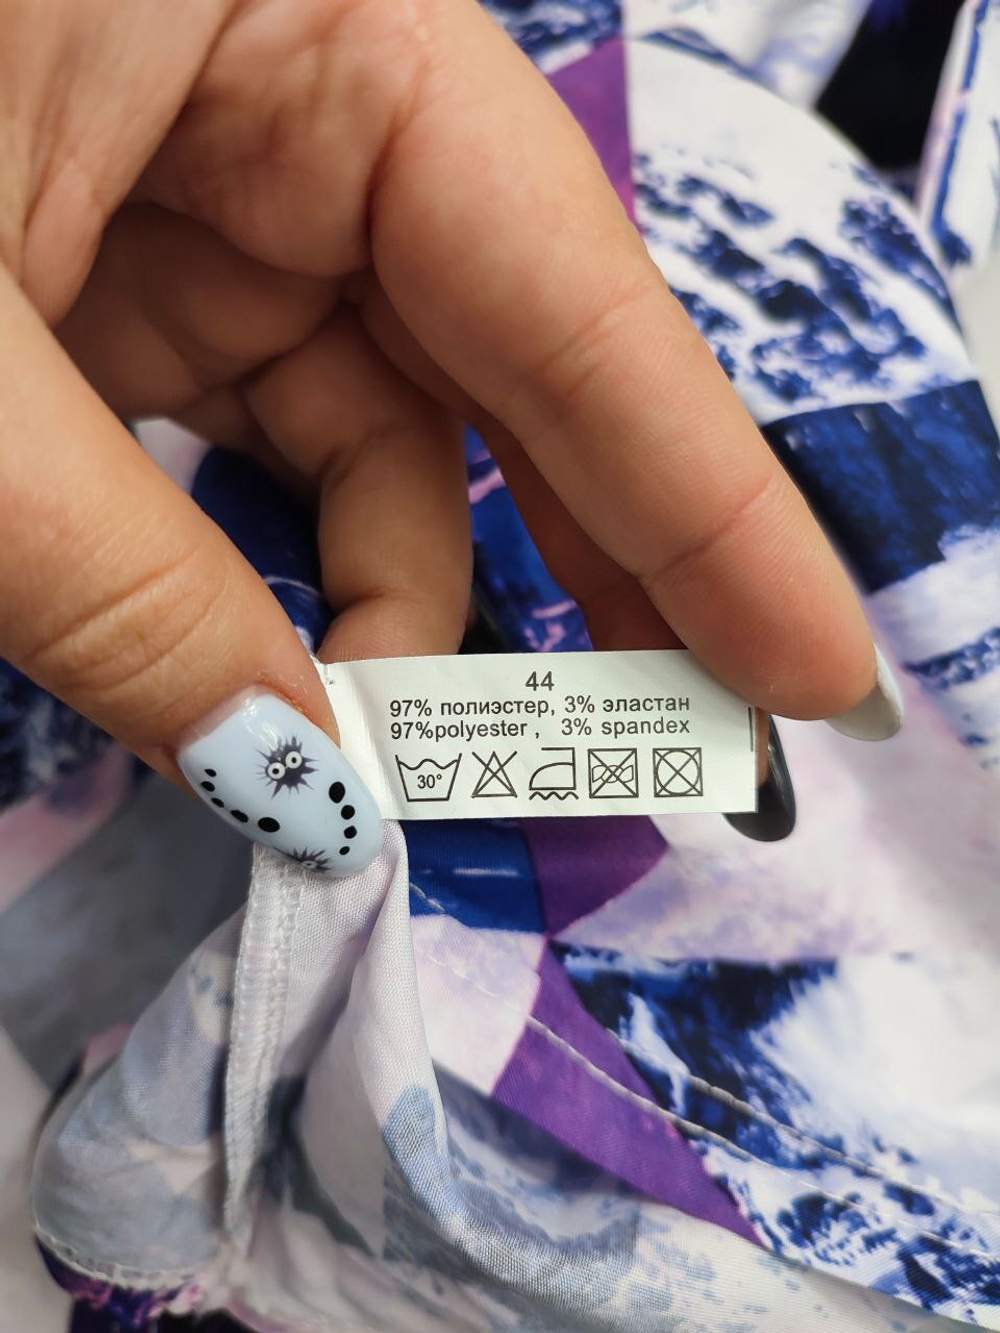 44
97% полиэстер, 3% эластан
97%polyester , 3% spandex
30°